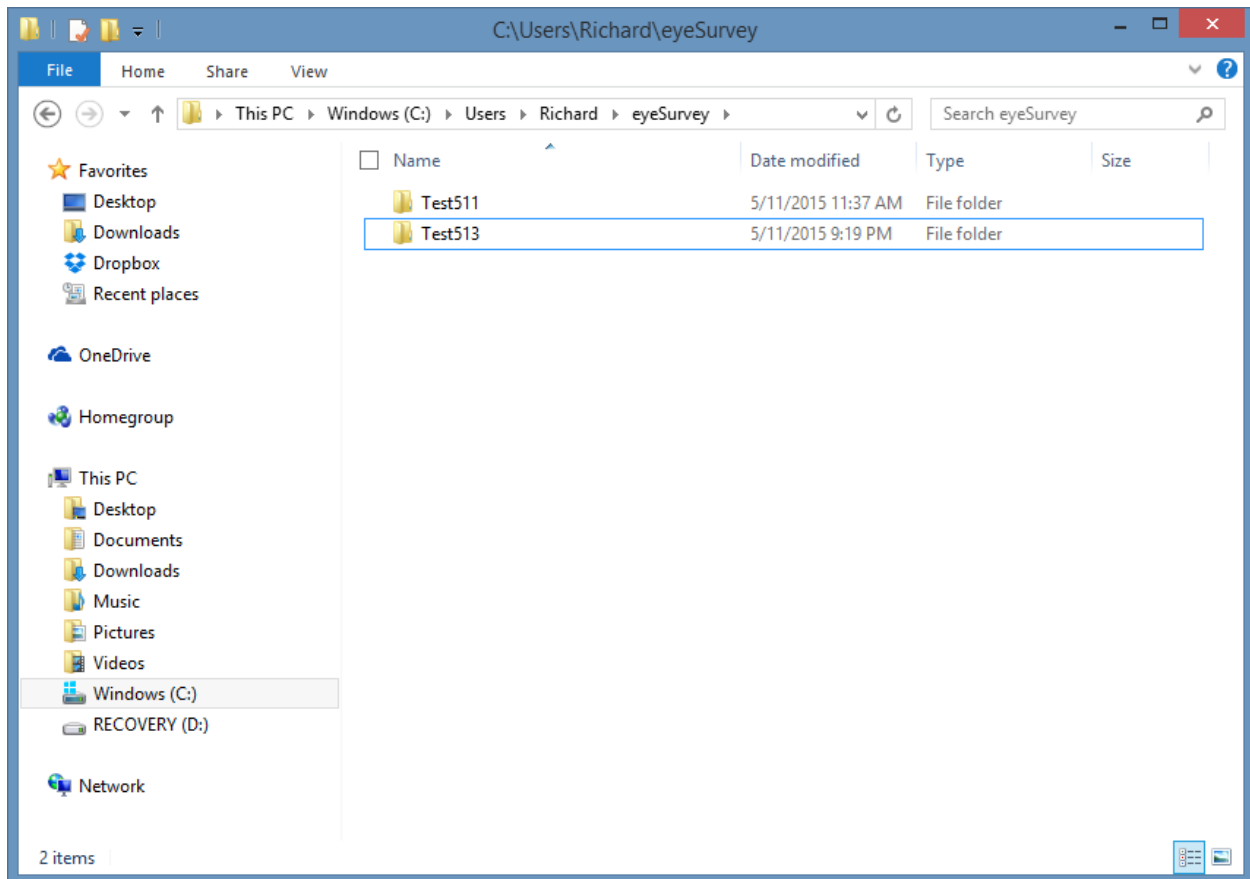 C:\Users\Richard\eyeSurvey
File Home Share View
This PC Windows (C:) Users Richard eyeSurvey Search eyeSurvey
Name Date modified Type Size
Test511 5/11/2015 11:37 AM File folder
Test513 5/11/2015 9:19 PM File folder
Favorites
Desktop
Downloads
Dropbox
Recent places
OneDrive
Homegroup
This PC
Desktop
Documents
Downloads
Music
Pictures
Videos
Windows (C:)
RECOVERY (D:)
Network
2 items